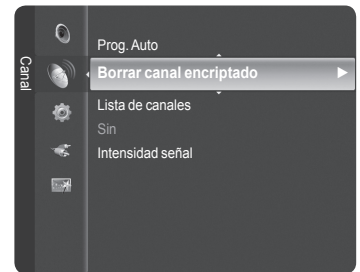 Canal
Prog. Auto
Borrar canal encriptado
Lista de canales
Sin
Intensidad señal